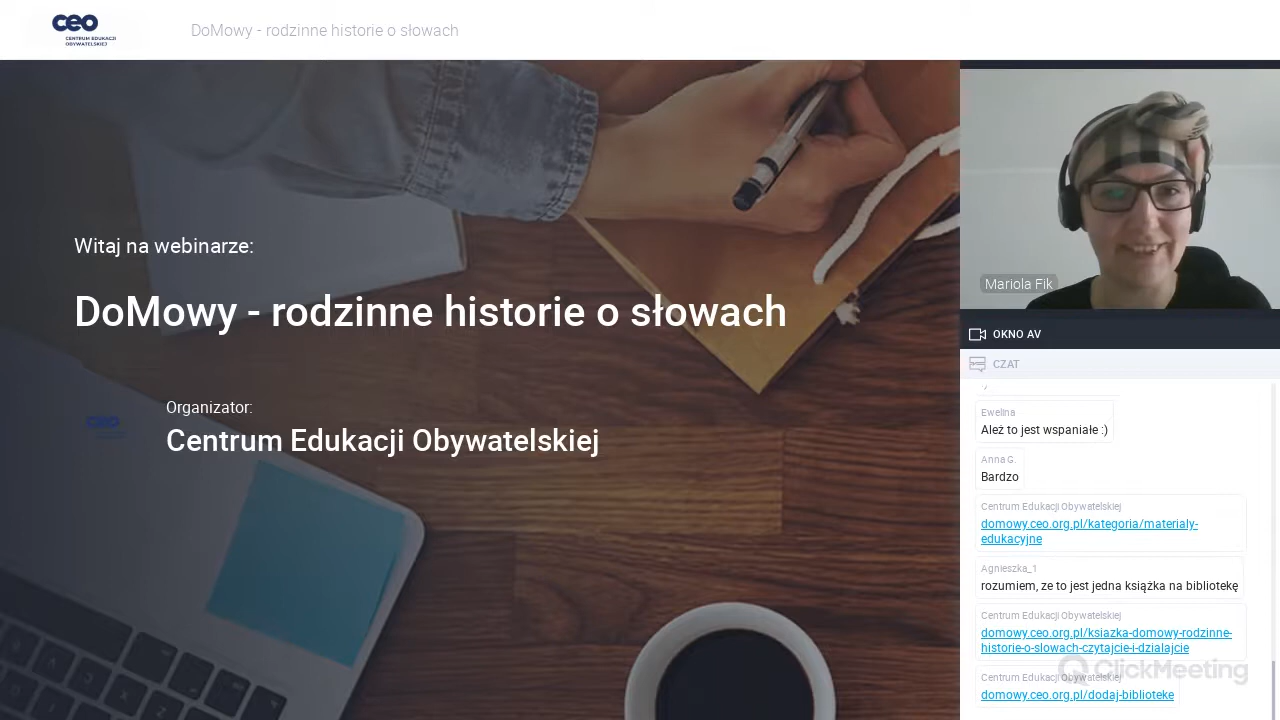 ceo
CENTRUM EDUKACJI
OBYWATELSKIEJ
DoMowy - rodzinne historie o słowach
Witaj na webinarze:
DoMowy - rodzinne historie o słowach
Organizator:
Centrum Edukacji Obywatelskiej
ceo
Mariola Fik
OKNO AV
CZAT
Ewelina
Ależ to jest wspaniałe :)
Anna G.
Bardzo
Centrum Edukacji Obywatelskiej
domowy.ceo.org.pl/kategoria/materialy-
edukacyjne
Agnieszka_1
rozumiem, ze to jest jedna książka na bibliotekę
Centrum Edukacji Obywatelskiej
domowy.ceo.org.pl/ksiazka-domowy-rodzinne-
historie-o-slowach-czytajcie-i-dzialajcie
Centrum Edukacji Obywatelskiej
domowy.ceo.org.pl/dodaj-biblioteke
ClickMeeting